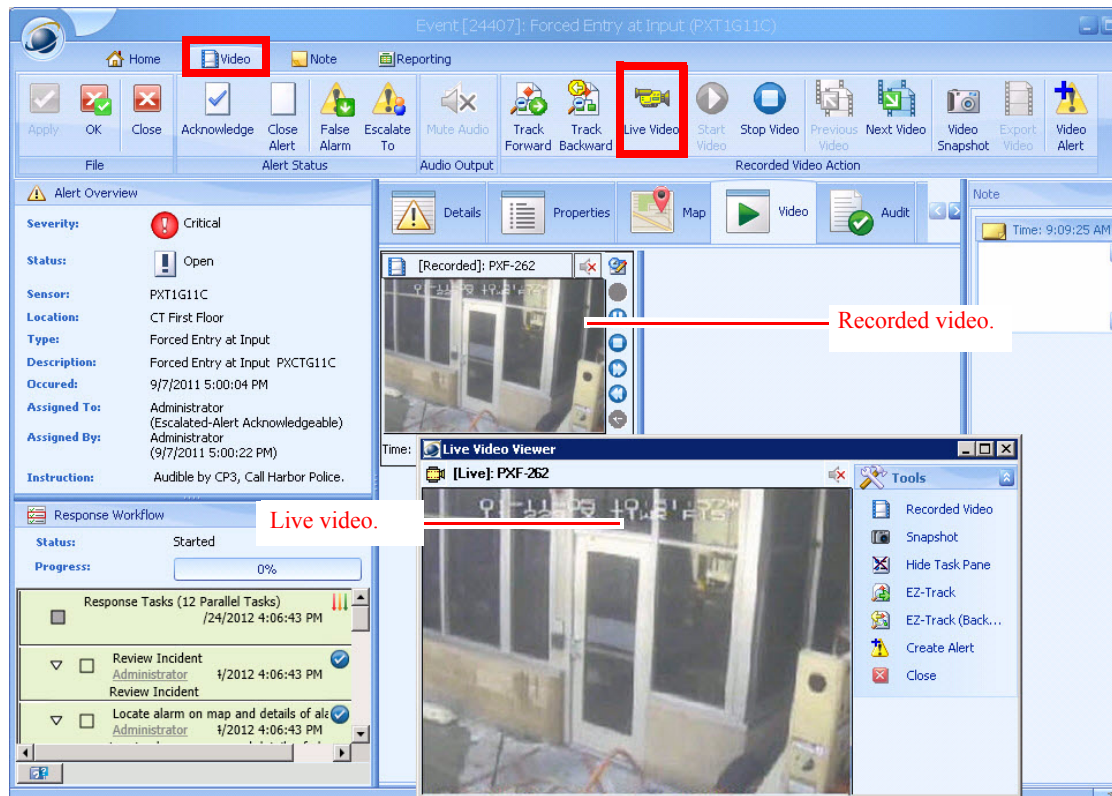 Event [24407]: Forced Entry at Input (PXT1G11C)
Home Video Note Reporting
Apply OK Close Acknowledge Close Alert False Alarm Escalate To Mute Audio Track Forward Track Backward Live Video Start Video Stop Video Previous Video Next Video Video Snapshot Export Video Video Alert
File Alert Status Audio Output Recorded Video Action
Alert Overview
Severity: Critical
Status: Open
Sensor: PXT1G11C
Location: CT First Floor
Type: Forced Entry at Input
Description: Forced Entry at Input PXCTG11C
Occured: 9/7/2011 5:00:04 PM
Assigned To: Administrator
(Escalated-Alert Acknowledgeable)
Assigned By: Administrator
(9/7/2011 5:00:22 PM)
Instruction: Audible by CP3, Call Harbor Police.
Response Workflow
Status: Started
Progress: 0%
Response Tasks (12 Parallel Tasks)
/24/2012 4:06:43 PM
Review Incident
Administrator 4/2012 4:06:43 PM
Review Incident
Locate alarm on map and details of ala
Administrator 4/2012 4:06:43 PM
Details Properties Map Video Audit
[Recorded]: PXF-262
Recorded video.
Time:
Note
Time: 9:09:25 AM
Live Video Viewer
[Live]: PXF-262
Live video.
Tools
Recorded Video
Snapshot
Hide Task Pane
EZ-Track
EZ-Track (Back...
Create Alert
Close